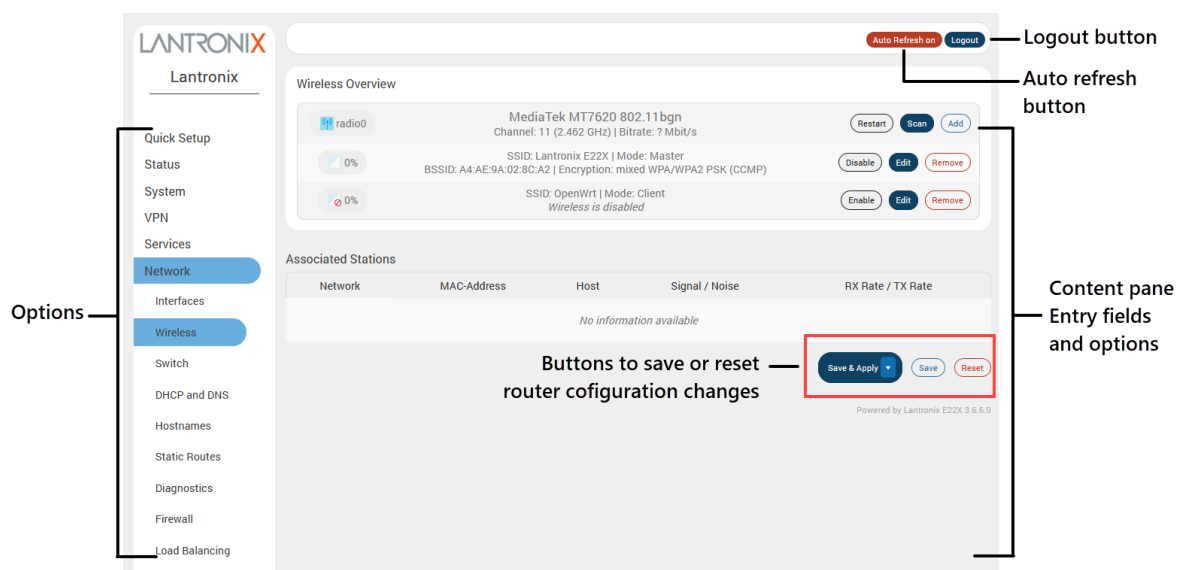 LANTRONIX
Lantronix
Quick Setup
Status
System
VPN
Services
Network
Interfaces
Wireless
Switch
DHCP and DNS
Hostnames
Static Routes
Diagnostics
Firewall
Load Balancing
Options
Auto Refresh on Logout
Logout button
Auto refresh
button
Wireless Overview
radio0 MediaTek MT7620 802.11bgn Restart Scan Add
Channel: 11 (2.462 GHz) | Bitrate: ? Mbit/s
0% SSID: Lantronix E22X | Mode: Master Disable Edit Remove
BSSID: A4:AE:9A:02:8C:A2 | Encryption: mixed WPA/WPA2 PSK (CCMP)
0% SSID: OpenWrt | Mode: Client Enable Edit Remove
Wireless is disabled
Associated Stations
Network MAC-Address Host Signal / Noise RX Rate / TX Rate
No information available
Content pane
Entry fields
and options
Buttons to save or reset
router cofiguration changes
Save & Apply Save Reset
Powered by Lantronix E22X 3.6.6.0